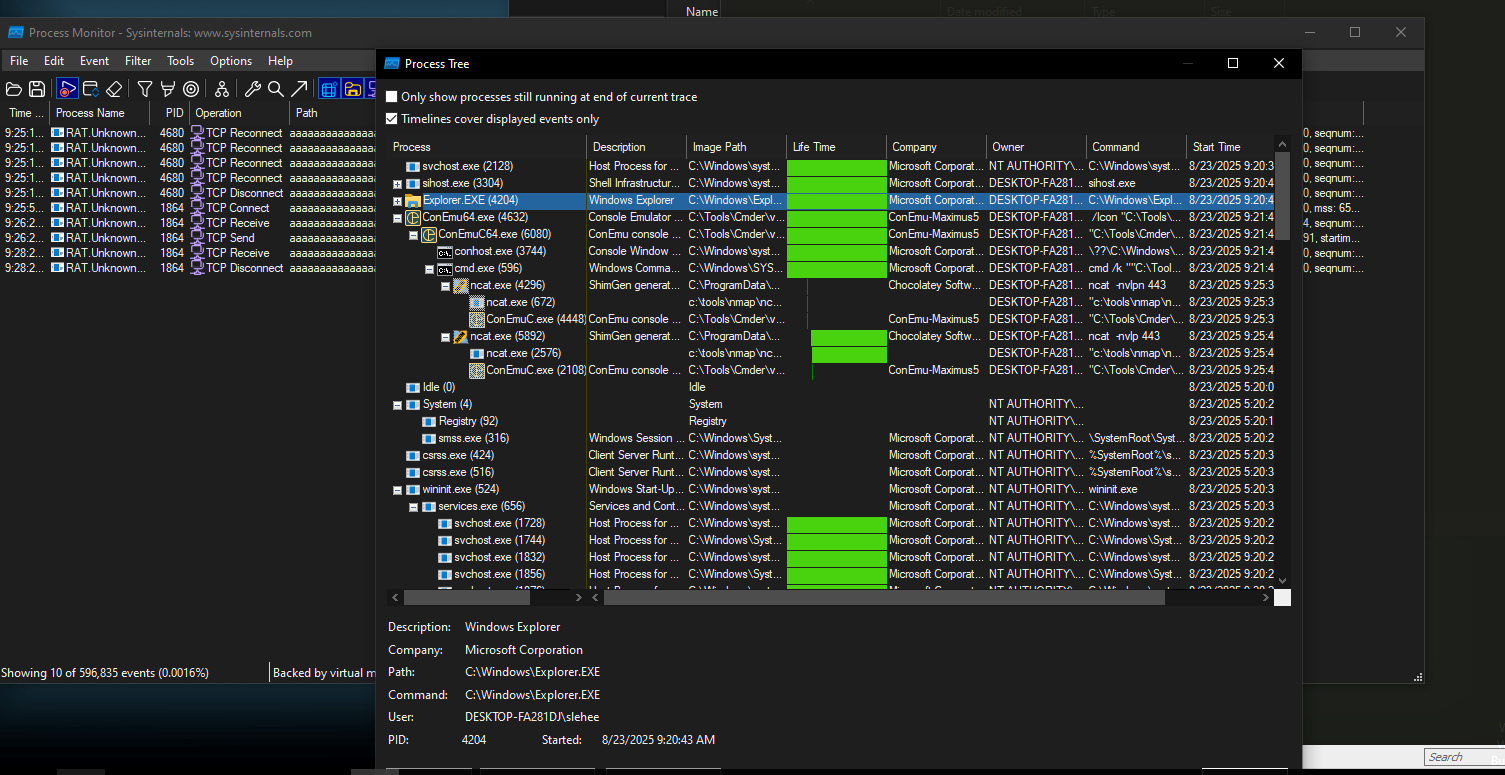 Name Date modified Type Size
Process Monitor - Sysinternals: www.sysinternals.com
File Edit Event Filter Tools Options Help
Time ... Process Name PID Operation Path
9:25:1... RAT.Unknown... 4680 TCP Reconnect aaaaaaaaaaaaaa
9:25:1... RAT.Unknown... 4680 TCP Reconnect aaaaaaaaaaaaaa
9:25:1... RAT.Unknown... 4680 TCP Reconnect aaaaaaaaaaaaaa
9:25:1... RAT.Unknown... 4680 TCP Reconnect aaaaaaaaaaaaaa
9:25:1... RAT.Unknown... 4680 TCP Disconnect aaaaaaaaaaaaaa
9:25:5... RAT.Unknown... 1864 TCP Connect aaaaaaaaaaaaaa
9:26:2... RAT.Unknown... 1864 TCP Receive aaaaaaaaaaaaaa
9:26:2... RAT.Unknown... 1864 TCP Send aaaaaaaaaaaaaa
9:28:2... RAT.Unknown... 1864 TCP Receive aaaaaaaaaaaaaa
9:28:2... RAT.Unknown... 1864 TCP Disconnect aaaaaaaaaaaaaa
0, seqnum:...
0, seqnum:...
0, seqnum:...
0, seqnum:...
0, seqnum:...
0, mss: 65...
4, seqnum:...
91, startim...
0, seqnum:...
0, seqnum:...
Showing 10 of 596,835 events (0.0016%) Backed by virtual m
Process Tree
Only show processes still running at end of current trace
Timelines cover displayed events only
Process Description Image Path Life Time Company Owner Command Start Time
svchost.exe (2128) Host Process for ... C:\Windows\syst... Microsoft Corporat... NT AUTHORITY\... C:\Windows\syst... 8/23/2025 9:20:3
sihost.exe (3304) Shell Infrastructur... C:\Windows\syst... Microsoft Corporat... DESKTOP-FA281... sihost.exe 8/23/2025 9:20:4
Explorer.EXE (4204) Windows Explorer C:\Windows\Expl... Microsoft Corporat... DESKTOP-FA281... C:\Windows\Expl... 8/23/2025 9:20:4
ConEmu64.exe (4632) Console Emulator ... C:\Tools\Cmder\v... ConEmu-Maximus5 DESKTOP-FA281... /Icon "C:\Tools\... 8/23/2025 9:21:4
ConEmuC64.exe (6080) ConEmu console ... C:\Tools\Cmder\v... ConEmu-Maximus5 DESKTOP-FA281... "C:\Tools\Cmder\... 8/23/2025 9:21:4
conhost.exe (3744) Console Window ... C:\Windows\syst... Microsoft Corporat... DESKTOP-FA281... \??\C:\Windows\... 8/23/2025 9:21:4
cmd.exe (596) Windows Comma... C:\Windows\SYS... Microsoft Corporat... DESKTOP-FA281... cmd /k ""C:\Tool... 8/23/2025 9:21:4
ncat.exe (4296) ShimGen generat... C:\ProgramData\... Chocolatey Softw... DESKTOP-FA281... ncat -nvlpn 443 8/23/2025 9:25:3
ncat.exe (672) c:\tools\nmap\nc... DESKTOP-FA281... "c:\tools\nmap\n... 8/23/2025 9:25:3
ConEmuC.exe (4448) ConEmu console ... C:\Tools\Cmder\v... ConEmu-Maximus5 DESKTOP-FA281... "C:\Tools\Cmder\... 8/23/2025 9:25:3
ncat.exe (5892) ShimGen generat... C:\ProgramData\... Chocolatey Softw... DESKTOP-FA281... ncat -nvlp 443 8/23/2025 9:25:4
ncat.exe (2576) c:\tools\nmap\nc... DESKTOP-FA281... "c:\tools\nmap\n... 8/23/2025 9:25:4
ConEmuC.exe (2108) ConEmu console ... C:\Tools\Cmder\v... ConEmu-Maximus5 DESKTOP-FA281... "C:\Tools\Cmder\... 8/23/2025 9:25:4
Idle (0) Idle 8/23/2025 5:20:0
System (4) System NT AUTHORITY\... 8/23/2025 5:20:2
Registry (92) Registry NT AUTHORITY\... 8/23/2025 5:20:1
smss.exe (316) Windows Session ... C:\Windows\Syst... Microsoft Corporat... NT AUTHORITY\... \SystemRoot\Syst... 8/23/2025 5:20:2
csrss.exe (424) Client Server Runt... C:\Windows\syst... Microsoft Corporat... NT AUTHORITY\... %SystemRoot%\s... 8/23/2025 5:20:3
csrss.exe (516) Client Server Runt... C:\Windows\syst... Microsoft Corporat... NT AUTHORITY\... %SystemRoot%\s... 8/23/2025 5:20:3
wininit.exe (524) Windows Start-Up... C:\Windows\syst... Microsoft Corporat... NT AUTHORITY\... wininit.exe 8/23/2025 5:20:3
services.exe (656) Services and Cont... C:\Windows\syst... Microsoft Corporat... NT AUTHORITY\... C:\Windows\syst... 8/23/2025 5:20:3
svchost.exe (1728) Host Process for ... C:\Windows\syst... Microsoft Corporat... NT AUTHORITY\... C:\Windows\syst... 8/23/2025 9:20:2
svchost.exe (1744) Host Process for ... C:\Windows\Syst... Microsoft Corporat... NT AUTHORITY\... C:\Windows\Syst... 8/23/2025 9:20:2
svchost.exe (1832) Host Process for ... C:\Windows\syst... Microsoft Corporat... NT AUTHORITY\... C:\Windows\syst... 8/23/2025 9:20:2
svchost.exe (1856) Host Process for ... C:\Windows\Syst... Microsoft Corporat... NT AUTHORITY\... C:\Windows\Syst... 8/23/2025 9:20:2
Description: Windows Explorer
Company: Microsoft Corporation
Path: C:\Windows\Explorer.EXE
Command: C:\Windows\Explorer.EXE
User: DESKTOP-FA281DJ\slehee
PID: 4204 Started: 8/23/2025 9:20:43 AM
Search